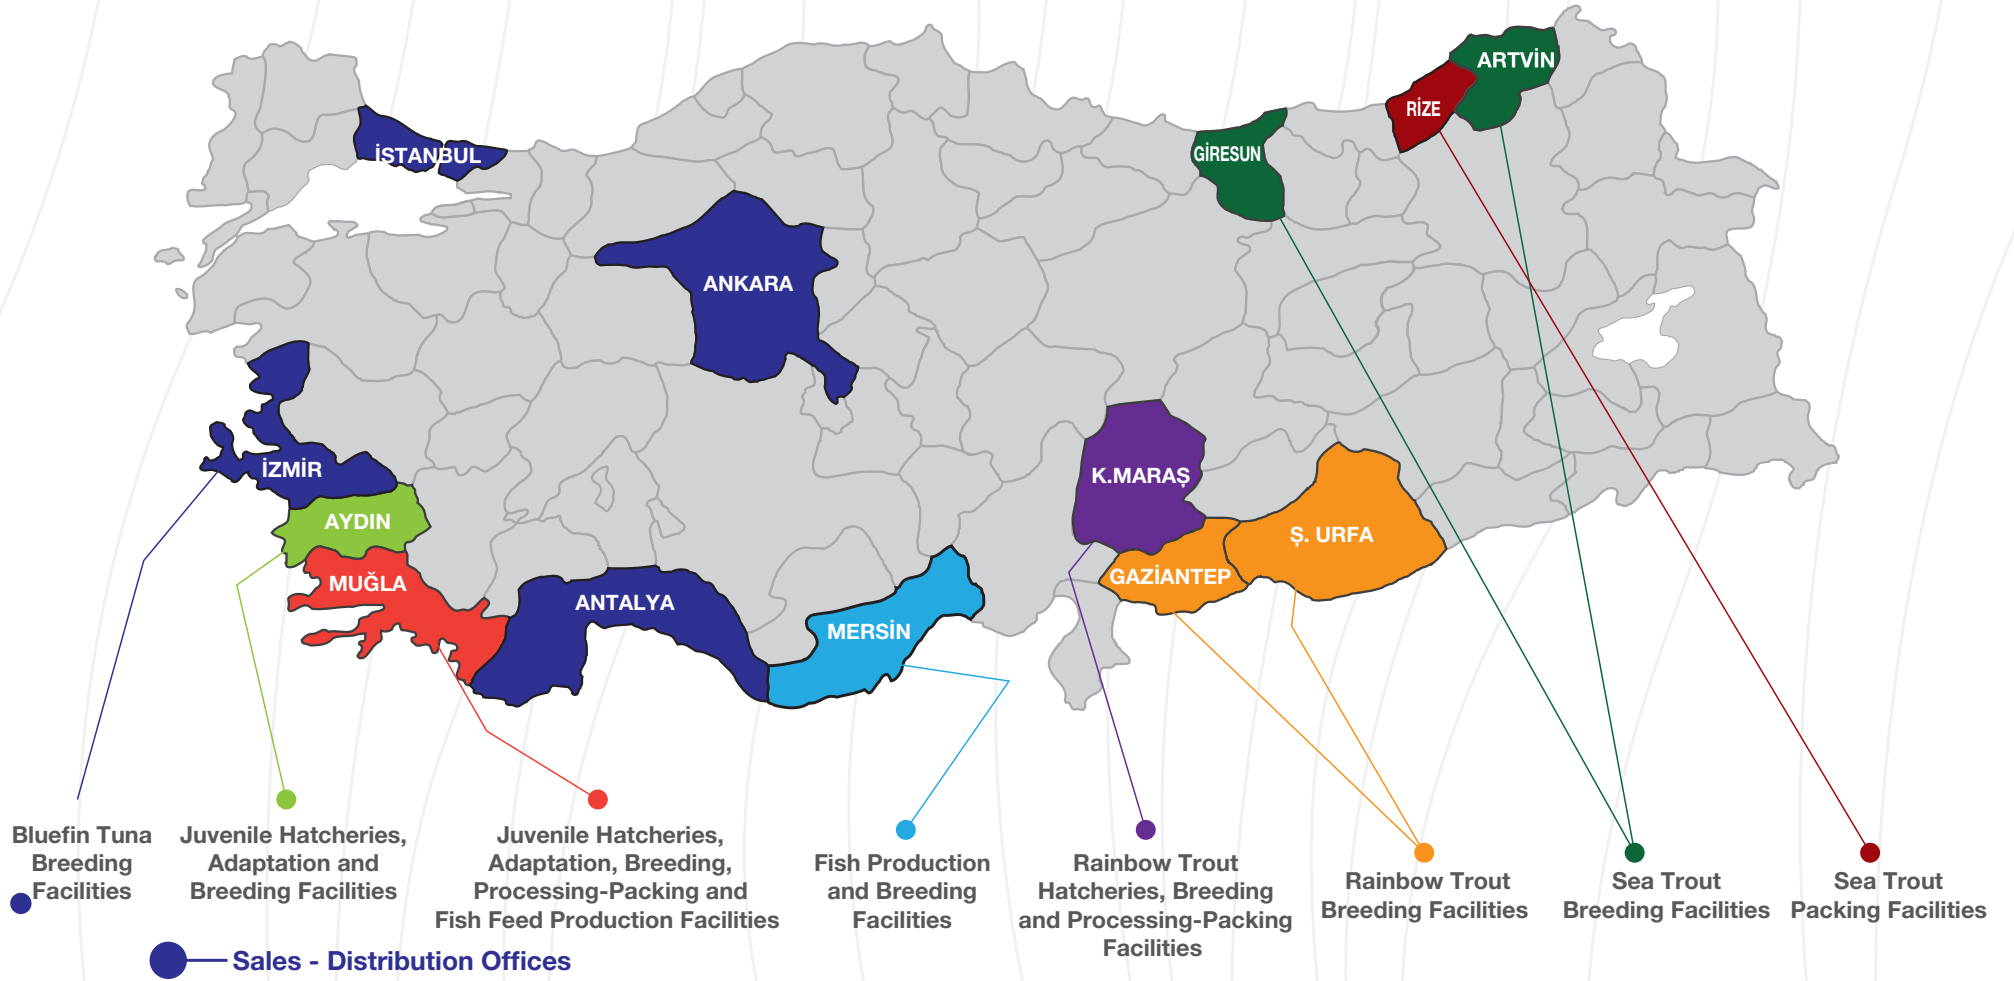 ARTVİN
RİZE
İSTANBUL
GİRESUN
ANKARA
İZMİR
K.MARAŞ
AYDIN
Ş. URFA
MUĞLA
GAZİANTEP
ANTALYA
MERSİN
Bluefin Tuna
Breeding
Facilities
Juvenile Hatcheries,
Adaptation and
Breeding Facilities
Juvenile Hatcheries,
Adaptation, Breeding,
Processing-Packing and
Fish Feed Production Facilities
Fish Production
and Breeding
Facilities
Rainbow Trout
Hatcheries, Breeding
and Processing-Packing
Facilities
Rainbow Trout
Breeding Facilities
Sea Trout
Breeding Facilities
Sea Trout
Packing Facilities
Sales - Distribution Offices